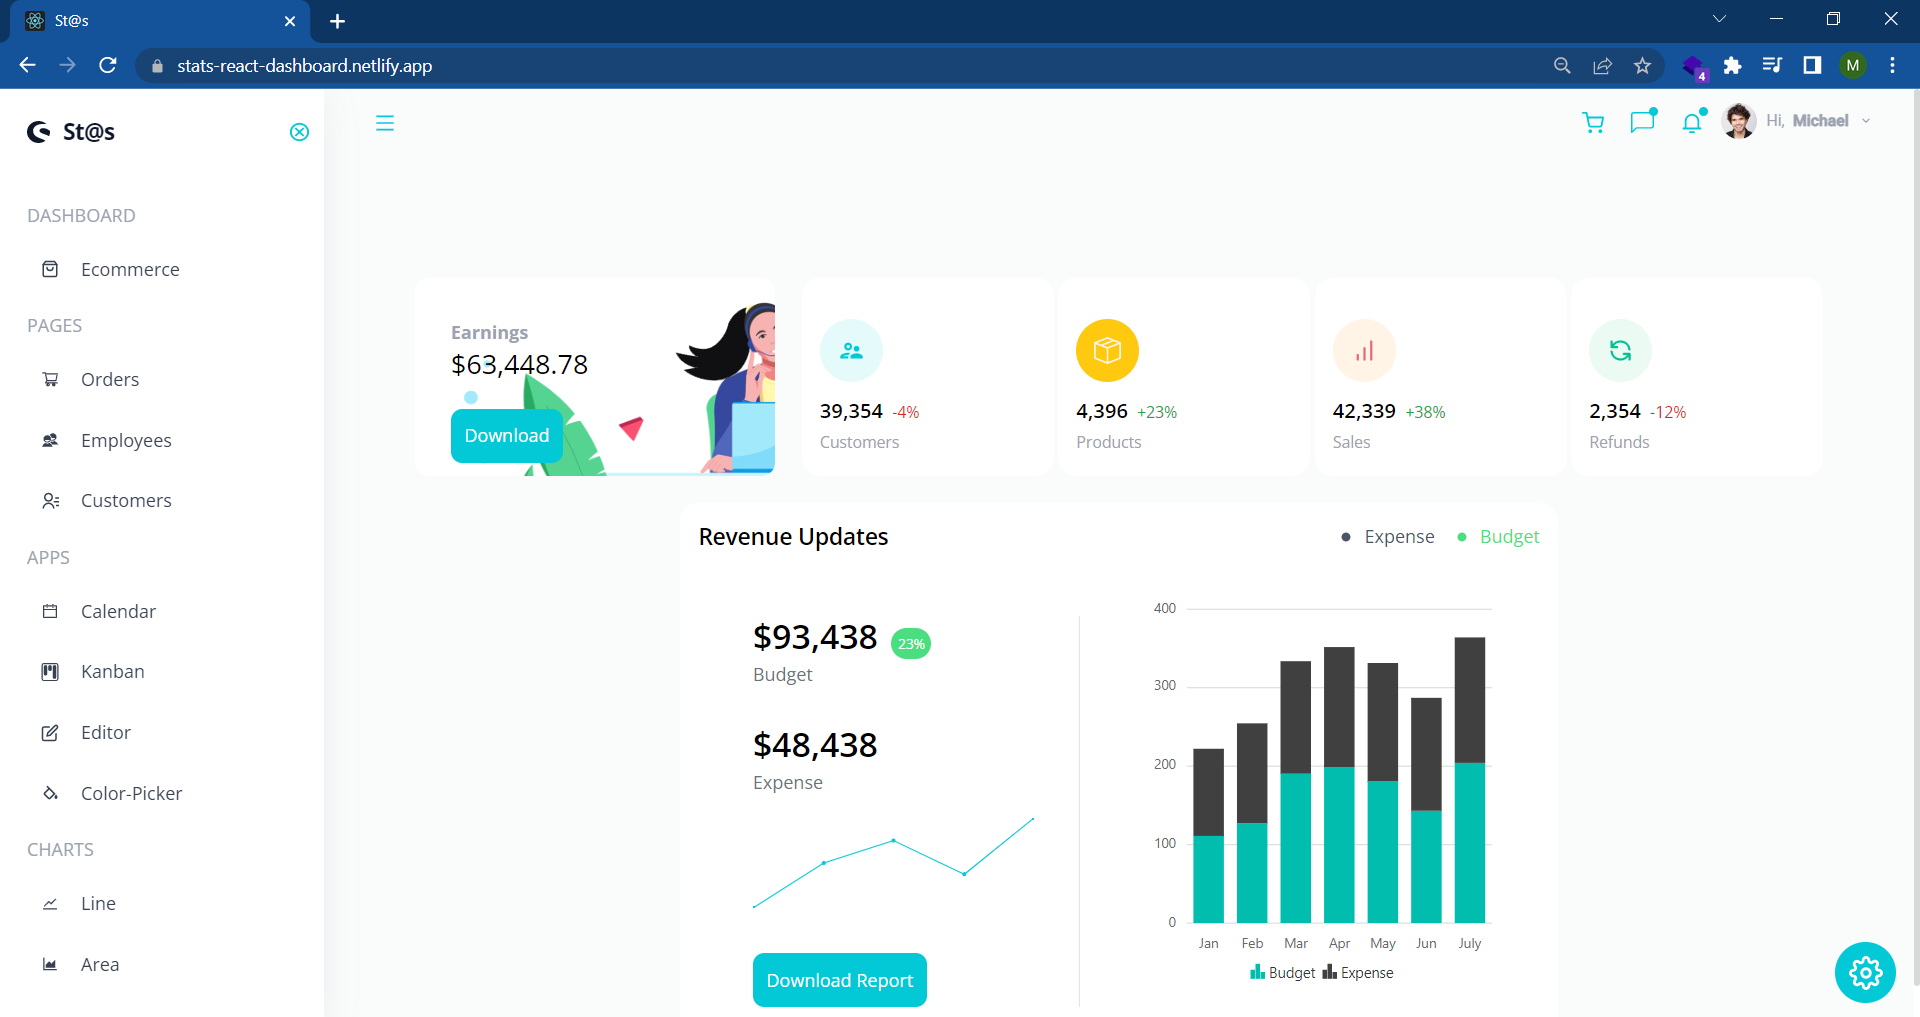 St@s
stats-react-dashboard.netlify.app
4
M
St@s
Hi, Michael
DASHBOARD
Ecommerce
PAGES
Orders
Employees
Customers
APPS
Calendar
Kanban
Editor
Color-Picker
CHARTS
Line
Area
Earnings
$63,448.78
Download
39,354 -4%
Customers
4,396 +23%
Products
42,339 +38%
Sales
2,354 -12%
Refunds
Revenue Updates
Expense
Budget
$93,438 23%
Budget
$48,438
Expense
Download Report
400
300
200
100
0
Jan Feb Mar Apr May Jun July
Budget Expense